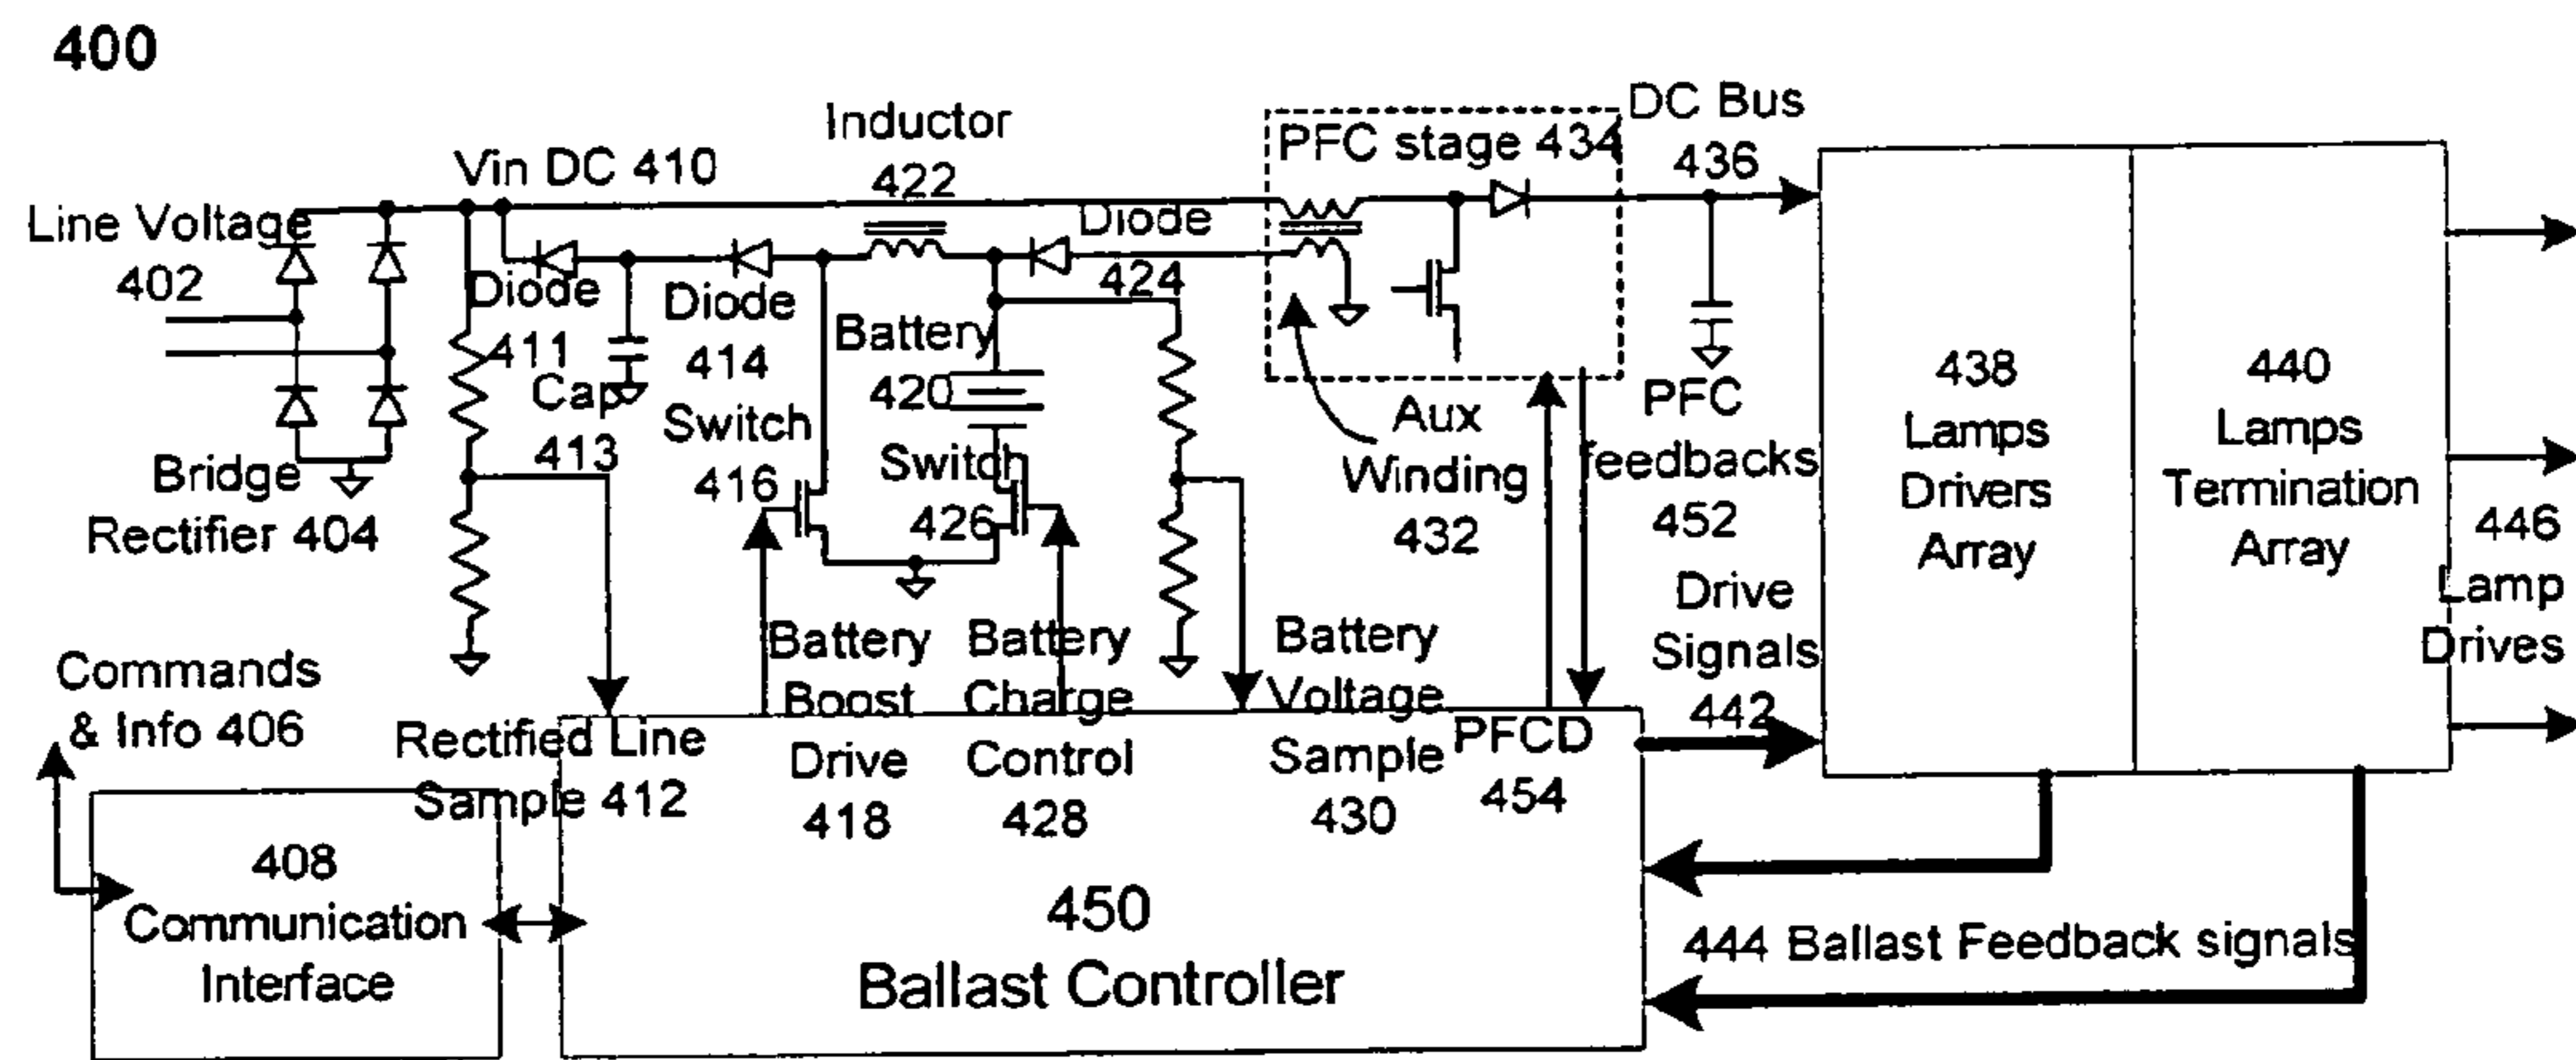 400
Line Voltage
402
Bridge
Rectifier 404
Vin DC 410
Diode
411
Cap
413
Diode
414
Switch
416
Inductor
422
Battery
420
Switch
426
Diode
424
PFC stage 434
Aux
Winding
432
DC Bus
436
PFC
feedbacks
452
Drive
Signals
442
438
Lamps
Drivers
Array
440
Lamps
Termination
Array
446
Lamp
Drives
Commands
& Info 406
Rectified Line
Sample 412
Battery
Boost
Drive
418
Battery
Charge
Control
428
Battery
Voltage
Sample
430
PFCD
454
408
Communication
Interface
450
Ballast Controller
444 Ballast Feedback signals